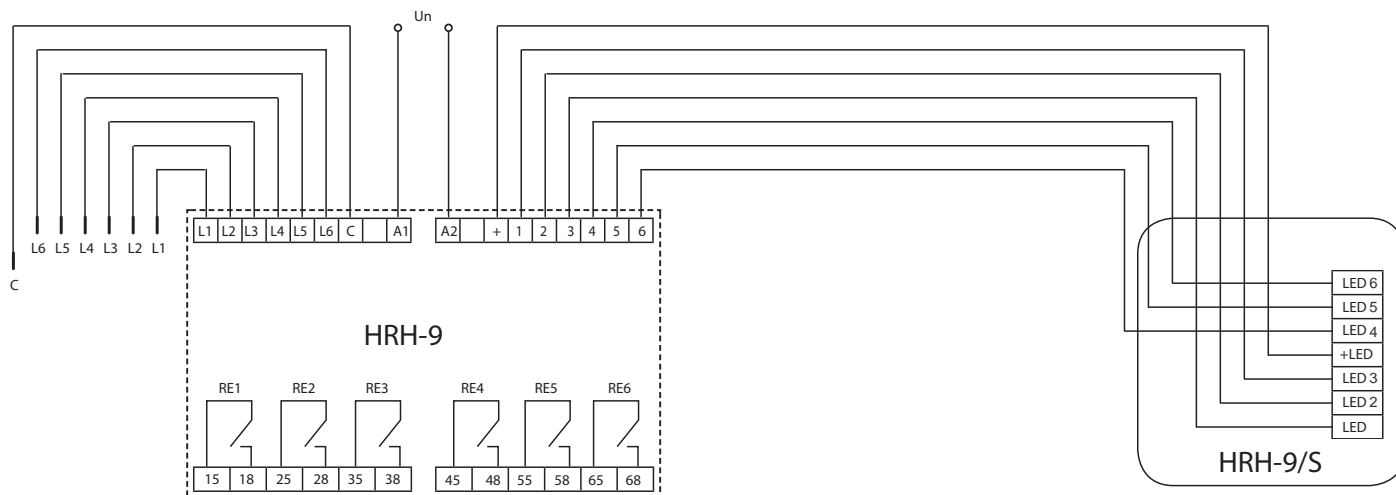 Un
L1 L2 L3 L4 L5 L6 C A1 A2 + 1 2 3 4 5 6
L6 L5 L4 L3 L2 L1
C
LED 6
LED 5
LED 4
+LED
LED 3
LED 2
LED
HRH-9
RE1 RE2 RE3 RE4 RE5 RE6
HRH-9/S
15 18 25 28 35 38 45 48 55 58 65 68